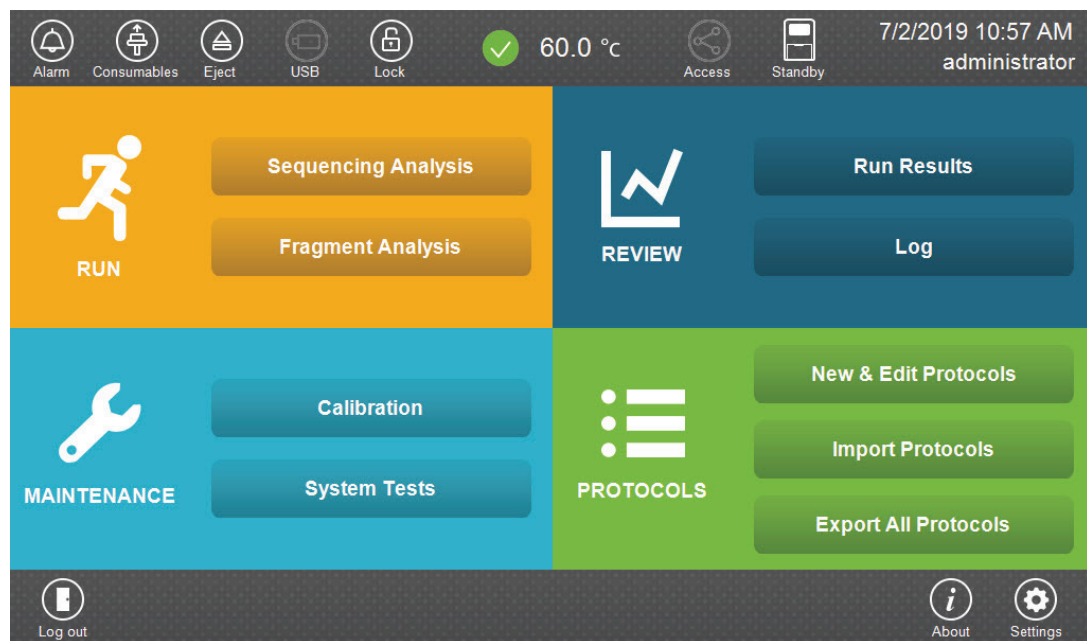 Alarm
Consumables
Eject
USB
Lock
60.0 °c
Access
Standby
7/2/2019 10:57 AM
administrator
RUN
Sequencing Analysis
Fragment Analysis
REVIEW
Run Results
Log
MAINTENANCE
Calibration
System Tests
PROTOCOLS
New & Edit Protocols
Import Protocols
Export All Protocols
Log out
i
About
Settings